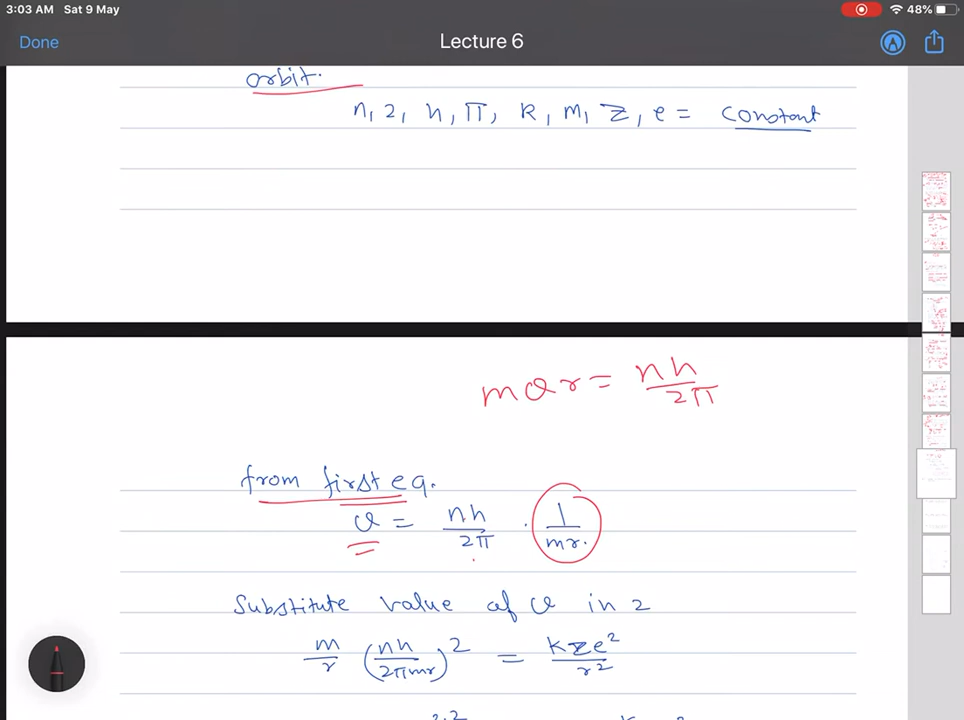 3:03 AM Sat 9 May
48%
Done
Lecture 6
orbit.
n, 2, h, π, k, m, Z, e = constant
mvr = nh/2π
from first eq.
v = nh/2π · 1/mr.
Substitute value of v in 2
m/r (nh/2πmr)² = kze²/r²